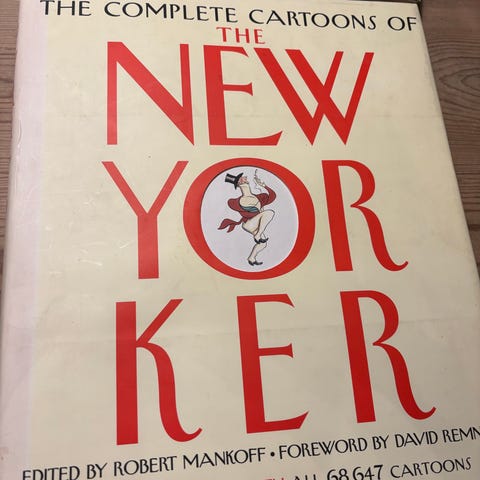 THE COMPLETE CARTOONS OF
THE
NEW
YOR
KER
EDITED BY ROBERT MANKOFF • FOREWORD BY DAVID REMN
ALL 68,647 CARTOONS